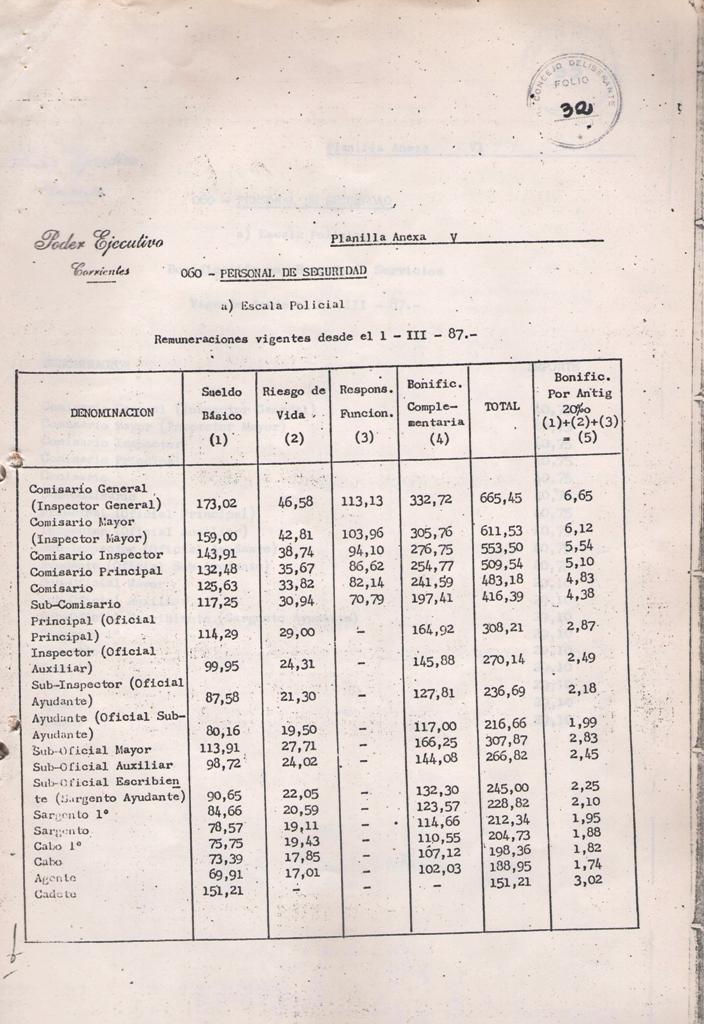 CONCEJO DELIBERANTE
FOLIO
32
Poder Ejecutivo
Corrientes
Planilla Anexa V
060 - PERSONAL DE SEGURIDAD
a) Escala Policial
Remuneraciones vigentes desde el 1 - III - 87.-
DENOMINACION | Sueldo Básico (1) | Riesgo de Vida (2) | Respons. Funcion. (3) | Bonific. Comple- mentaria (4) | TOTAL | Bonific. Por Antig 20%o (1)+(2)+(3) = (5)
Comisario General
(Inspector General) 173,02 46,58 113,13 332,72 665,45 6,65
Comisario Mayor
(Inspector Mayor) 159,00 42,81 103,96 305,76 611,53 6,12
Comisario Inspector 143,91 38,74 94,10 276,75 553,50 5,54
Comisario Principal 132,48 35,67 86,62 254,77 509,54 5,10
Comisario 125,63 33,82 82,14 241,59 483,18 4,83
Sub-Comisario 117,25 30,94 70,79 197,41 416,39 4,38
Principal (Oficial
Principal) 114,29 29,00 - 164,92 308,21 2,87
Inspector (Oficial
Auxiliar) 99,95 24,31 - 145,88 270,14 2,49
Sub-Inspector (Oficial
Ayudante) 87,58 21,30 - 127,81 236,69 2,18
Ayudante (Oficial Sub-
Ayudante) 80,16 19,50 - 117,00 216,66 1,99
Sub-Oficial Mayor 113,91 27,71 - 166,25 307,87 2,83
Sub-Oficial Auxiliar 98,72 24,02 - 144,08 266,82 2,45
Sub-Oficial Escribien
te (Sargento Ayudante) 90,65 22,05 - 132,30 245,00 2,25
Sargento 1º 84,66 20,59 - 123,57 228,82 2,10
Sargento 78,57 19,11 - 114,66 212,34 1,95
Cabo 1º 75,75 19,43 - 110,55 204,73 1,88
Cabo 73,39 17,85 - 107,12 198,36 1,82
Agente 69,91 17,01 - 102,03 188,95 1,74
Cadete 151,21 - - - 151,21 3,02